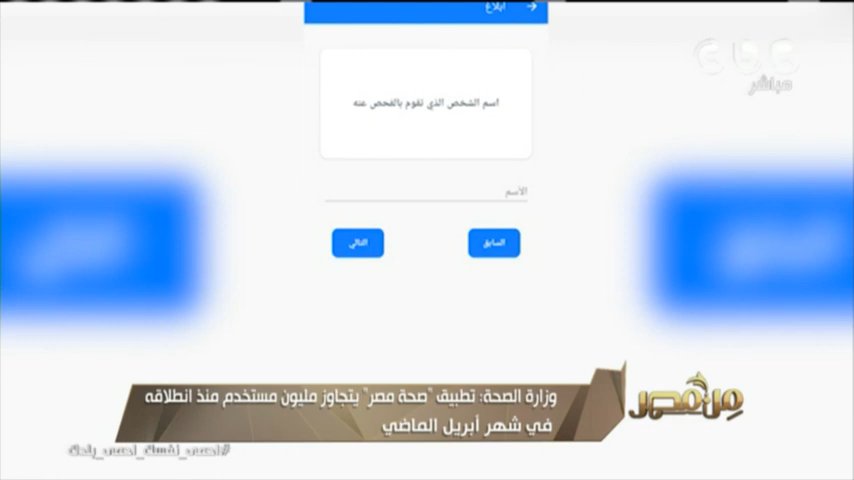 ابلاغ
cbc
مباشر
اسم الشخص الذي تقوم بالفحص عنه
الاسم
السابق
التالي
وزارة الصحة: تطبيق "صحة مصر" يتجاوز مليون مستخدم منذ انطلاقه
في شهر أبريل الماضي
من مصر
#احمي_نفسك_احمي_بلدك